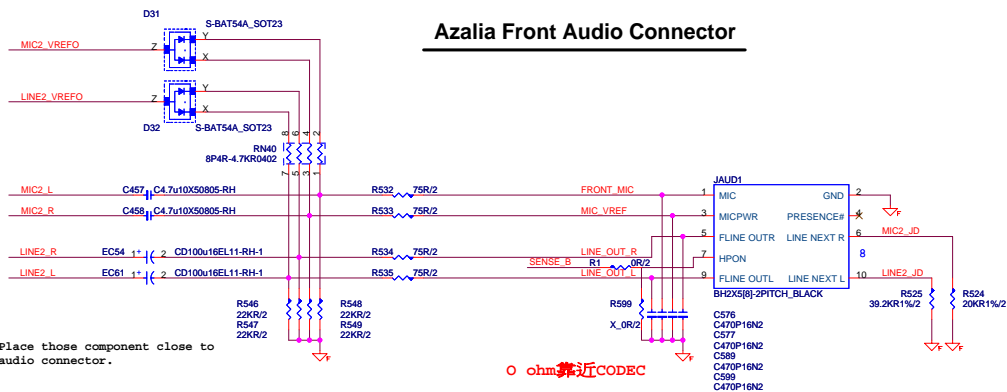 Azalia Front Audio Connector
D31
S-BAT54A_SOT23
MIC2_VREFO
Z
Y
X
LINE2_VREFO
Z
Y
X
D32
S-BAT54A_SOT23
8 6 4 2
RN40
8P4R-4.7KR0402
7 5 3 1
MIC2_L
C457
C4.7u10X50805-RH
R532
75R/2
FRONT_MIC
MIC2_R
C458
C4.7u10X50805-RH
R533
75R/2
MIC_VREF
LINE2_R
EC54
1 + 2
CD100u16EL11-RH-1
R534
75R/2
LINE_OUT_R
SENSE_B
R1
0R/2
LINE2_L
EC61
1 + 2
CD100u16EL11-RH-1
R535
75R/2
LINE_OUT_L
JAUD1
1 MIC GND 2
3 MICPWR PRESENCE# 4
5 FLINE OUTR LINE NEXT R 6
7 HPON 8
9 FLINE OUTL LINE NEXT L 10
BH2X5[8]-2PITCH_BLACK
MIC2_JD
LINE2_JD
R525
39.2KR1%/2
R524
20KR1%/2
R546
22KR/2
R547
22KR/2
R548
22KR/2
R549
22KR/2
R599
X_0R/2
C576
C470P16N2
C577
C470P16N2
C589
C470P16N2
C599
C470P16N2
F
F
F
F
F
Place those component close to
audio connector.
O ohm靠近CODEC